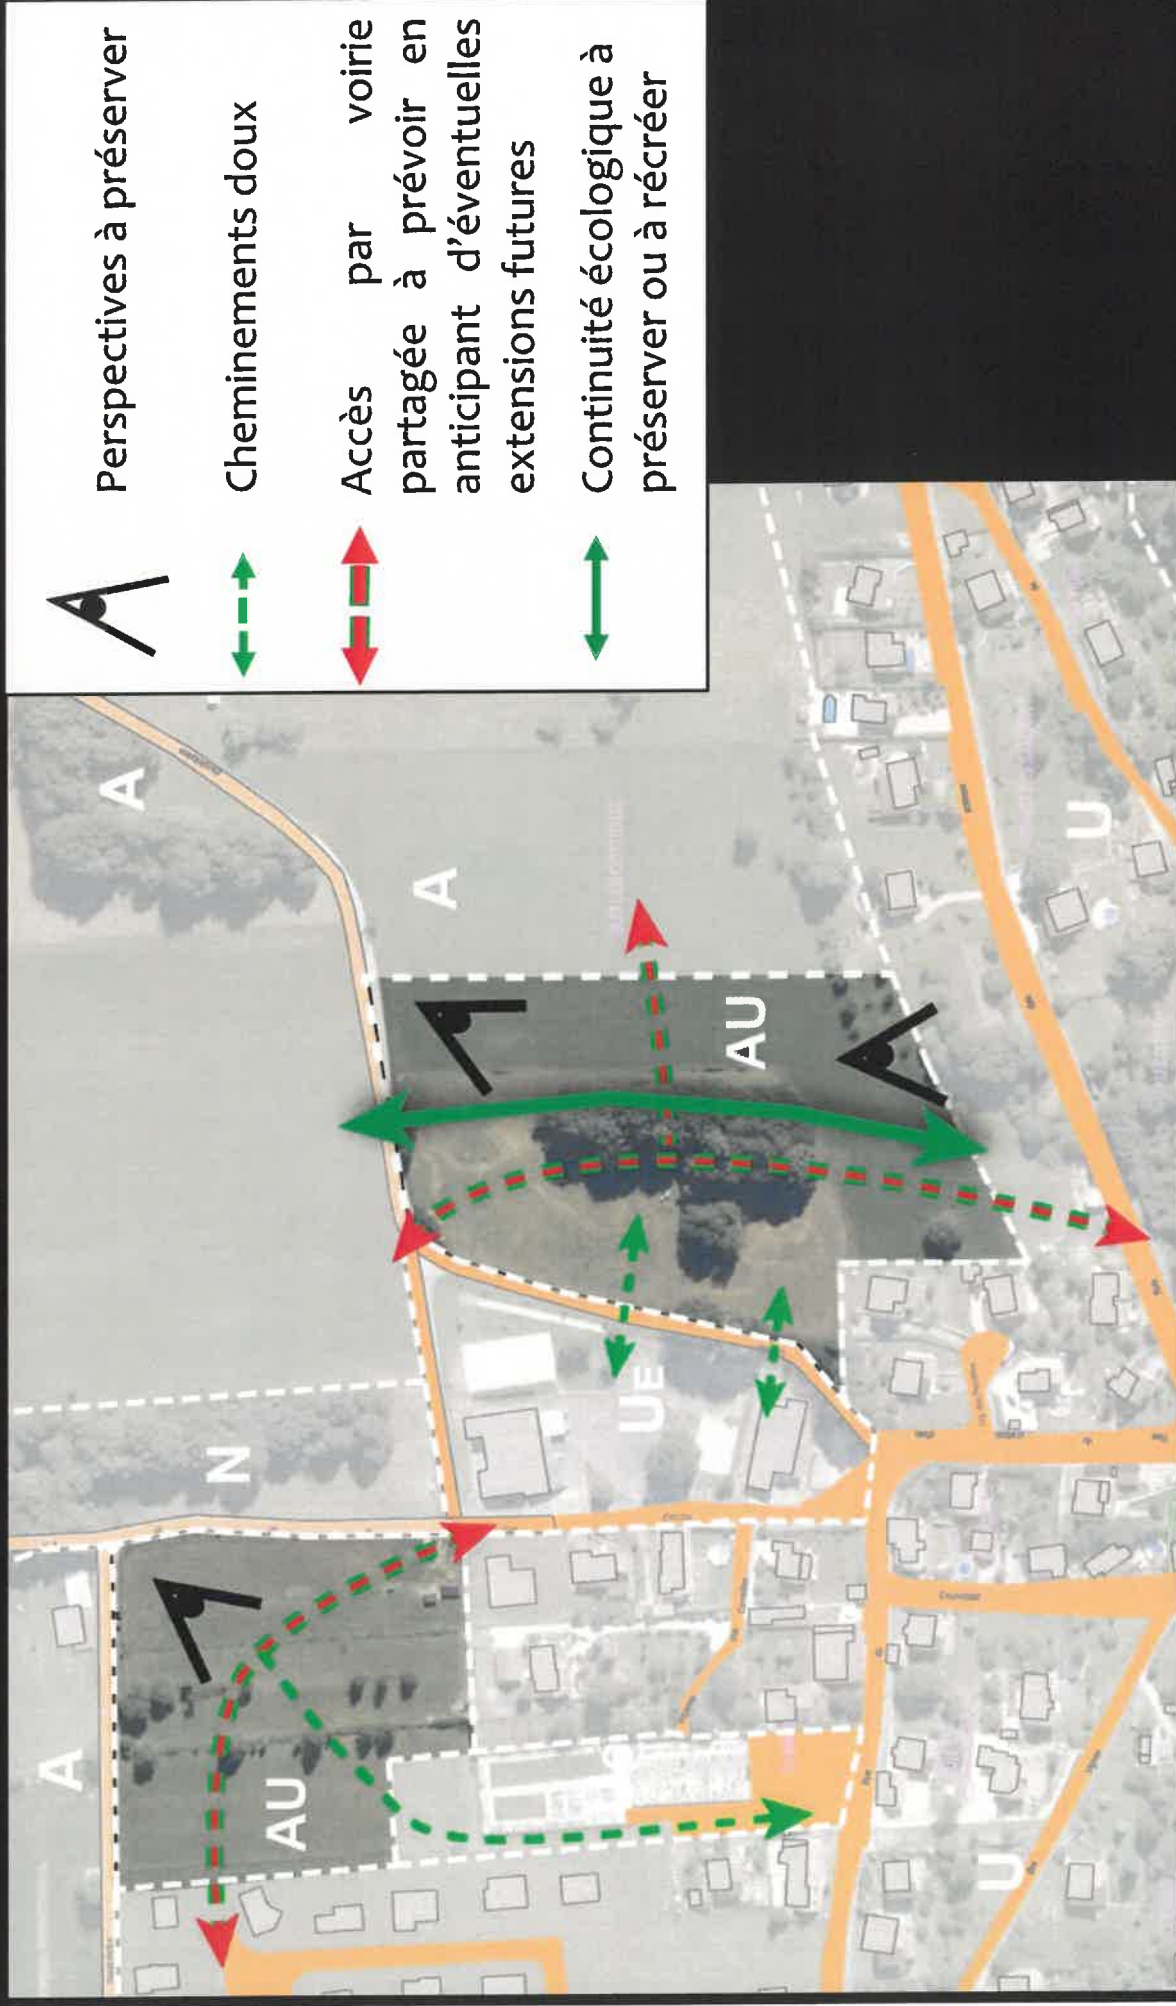 Perspectives à préserver
Cheminements doux
Accès par voirie
partagée à prévoir en
anticipant d'éventuelles
extensions futures
Continuité écologique à
préserver ou à récréer
A
A
A
N
AU
AU
UE
U
U